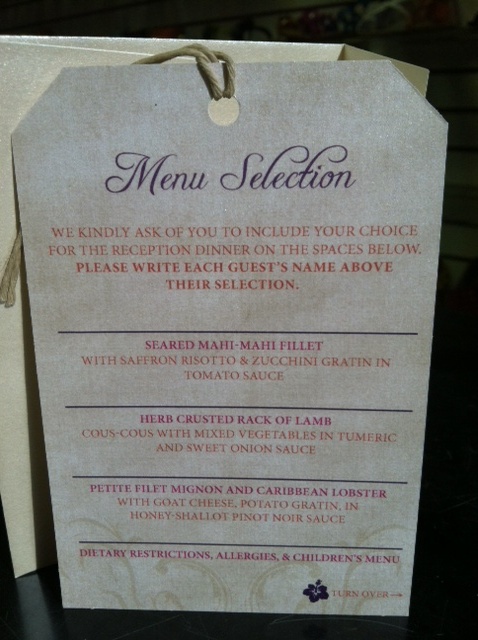 Menu Selection
WE KINDLY ASK OF YOU TO INCLUDE YOUR CHOICE
FOR THE RECEPTION DINNER ON THE SPACES BELOW.
PLEASE WRITE EACH GUEST'S NAME ABOVE
THEIR SELECTION.
SEARED MAHI-MAHI FILLET
WITH SAFFRON RISOTTO & ZUCCHINI GRATIN IN
TOMATO SAUCE
HERB CRUSTED RACK OF LAMB
COUS-COUS WITH MIXED VEGETABLES IN TUMERIC
AND SWEET ONION SAUCE
PETITE FILET MIGNON AND CARIBBEAN LOBSTER
WITH GOAT CHEESE, POTATO GRATIN, IN
HONEY-SHALLOT PINOT NOIR SAUCE
DIETARY RESTRICTIONS, ALLERGIES, & CHILDREN'S MENU
TURN OVER→